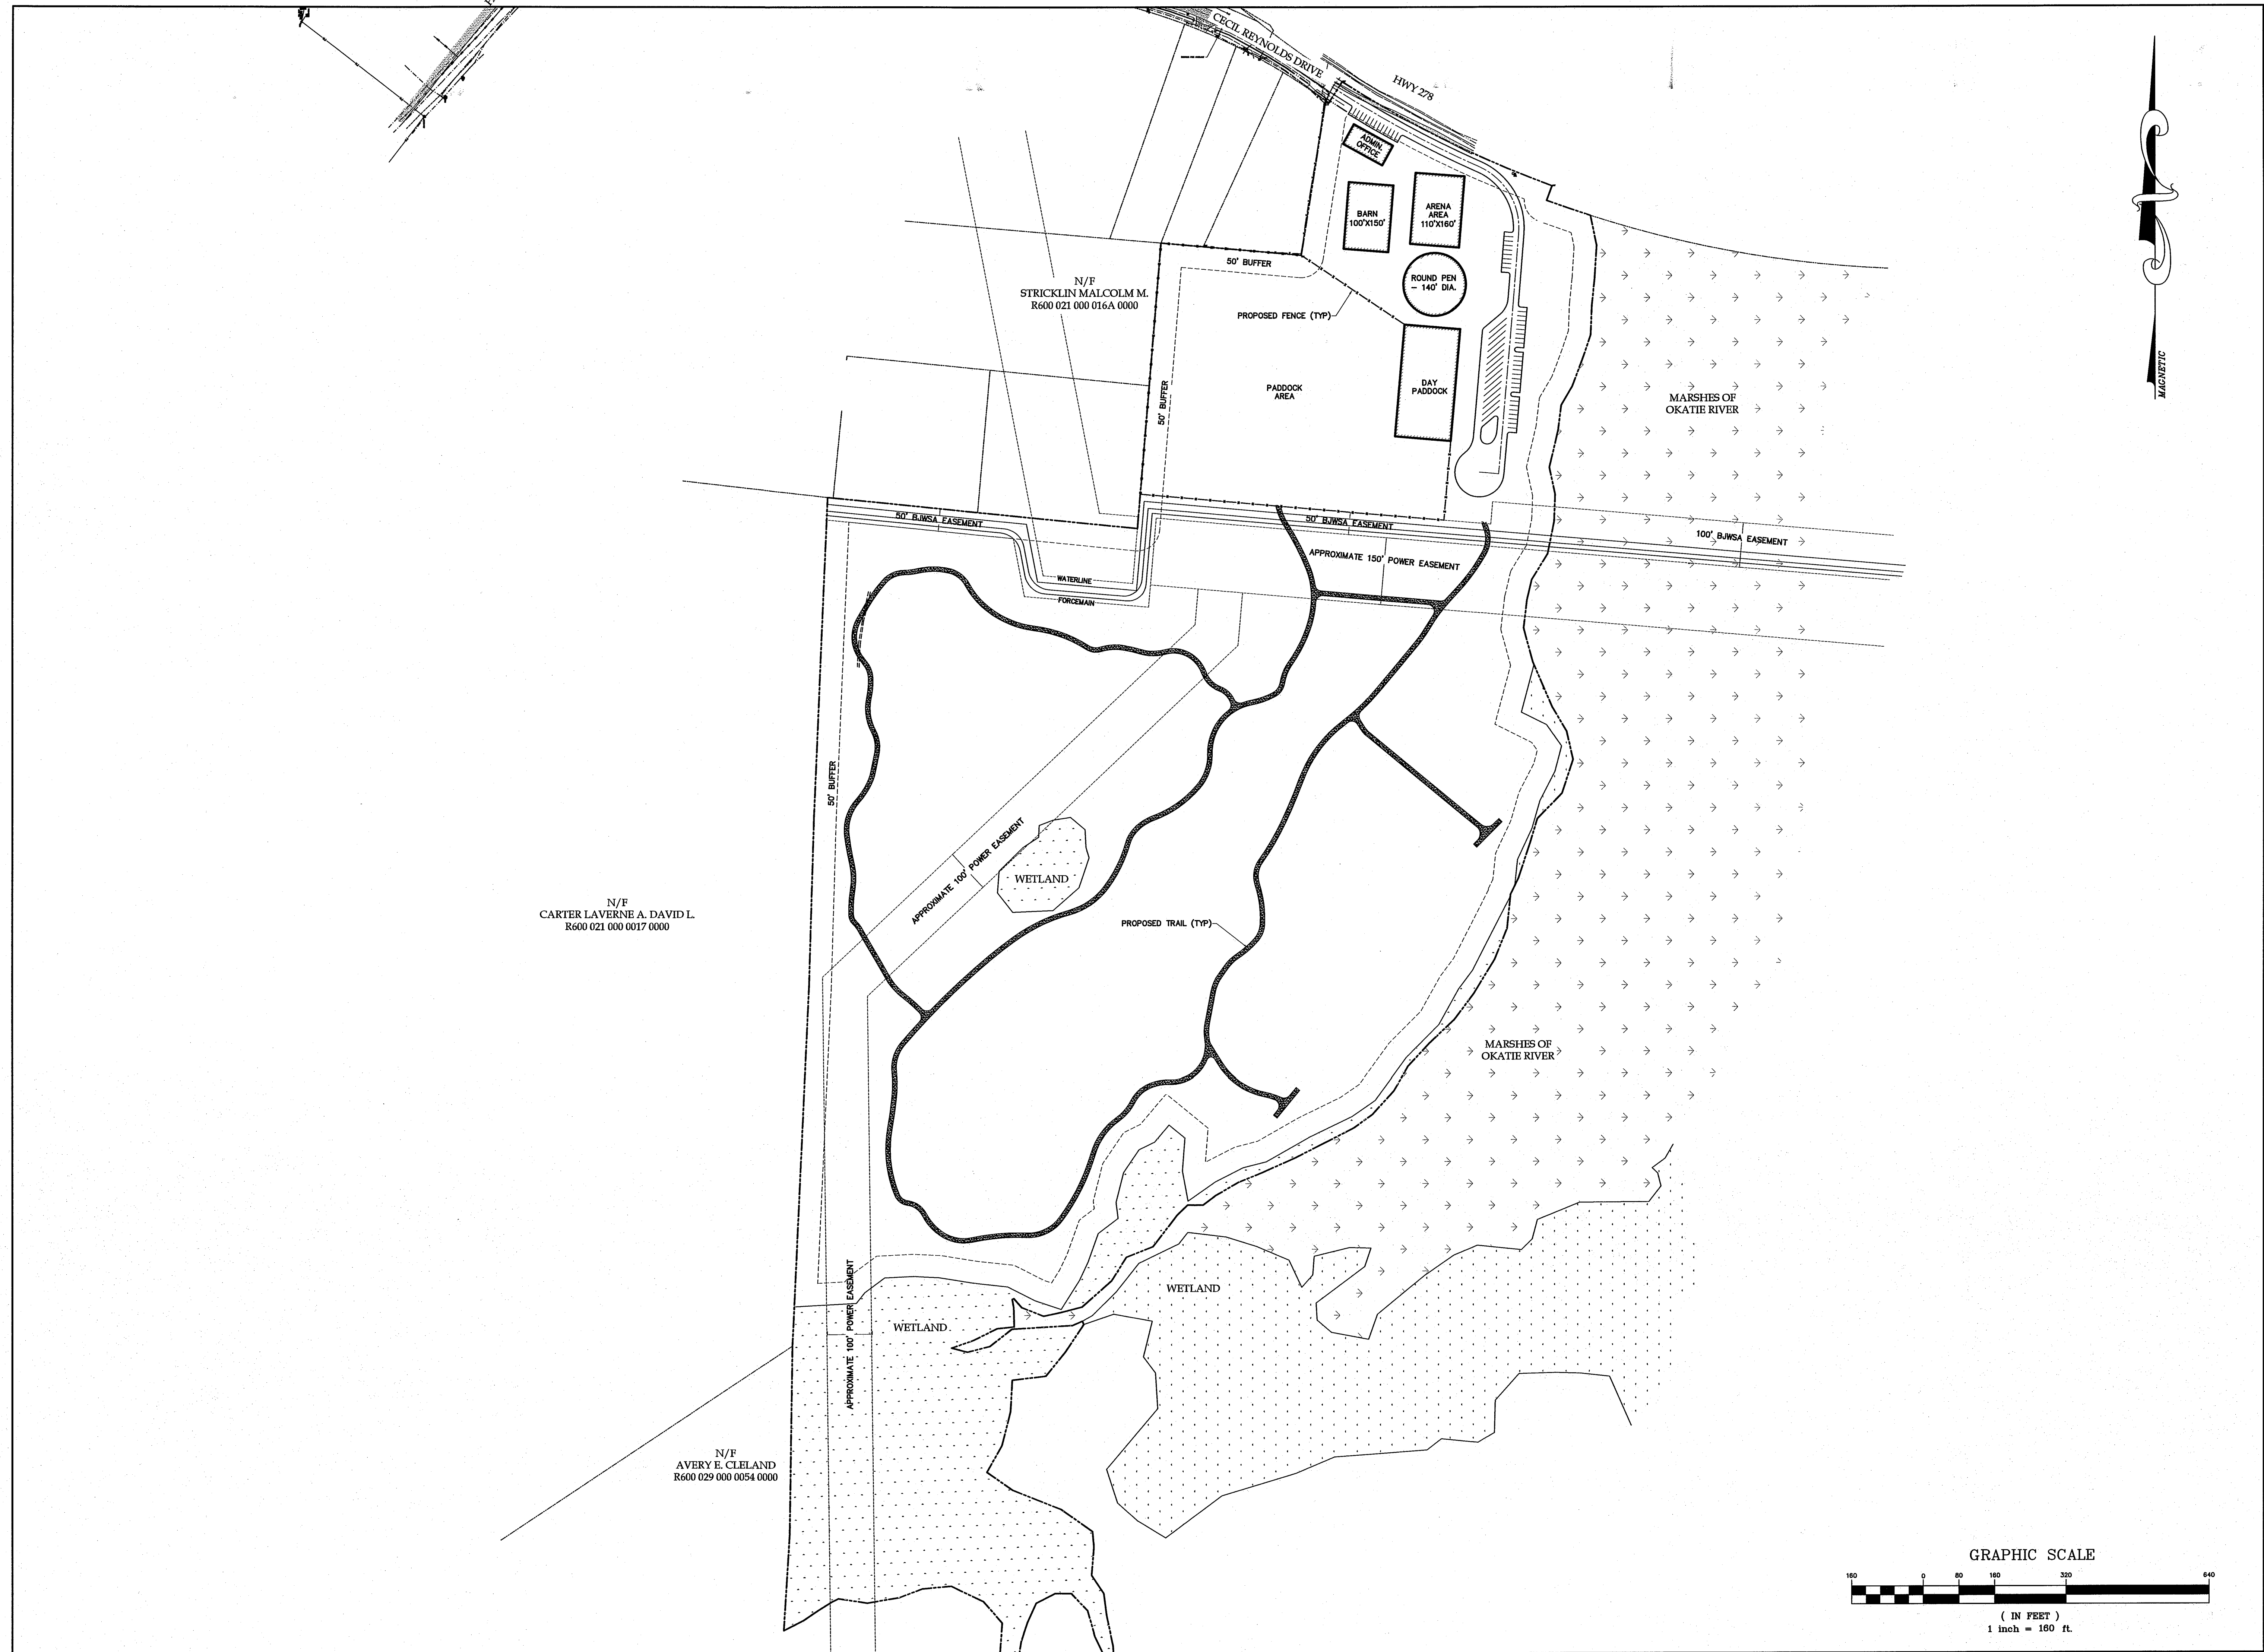 CECIL REYNOLDS DRIVE
HWY 278
ADMIN.
OFFICE
BARN
100'X150'
ARENA
AREA
110'X160'
ROUND PEN
- 140' DIA.
50' BUFFER
N/F
STRICKLIN MALCOLM M.
R600 021 000 016A 0000
PROPOSED FENCE (TYP)
50' BUFFER
PADDOCK
AREA
DAY
PADDOCK
MARSHES OF
OKATIE RIVER
MAGNETIC
50' BJWSA EASEMENT
50' BJWSA EASEMENT
100' BJWSA EASEMENT
APPROXIMATE 150' POWER EASEMENT
WATERLINE
FORCEMAIN
50' BUFFER
APPROXIMATE 100' POWER EASEMENT
WETLAND
N/F
CARTER LAVERNE A. DAVID L.
R600 021 000 0017 0000
PROPOSED TRAIL (TYP)
MARSHES OF
OKATIE RIVER
APPROXIMATE 100' POWER EASEMENT
WETLAND
WETLAND
N/F
AVERY E. CLELAND
R600 029 000 0054 0000
GRAPHIC SCALE
160 0 80 160 320 640
( IN FEET )
1 inch = 160 ft.